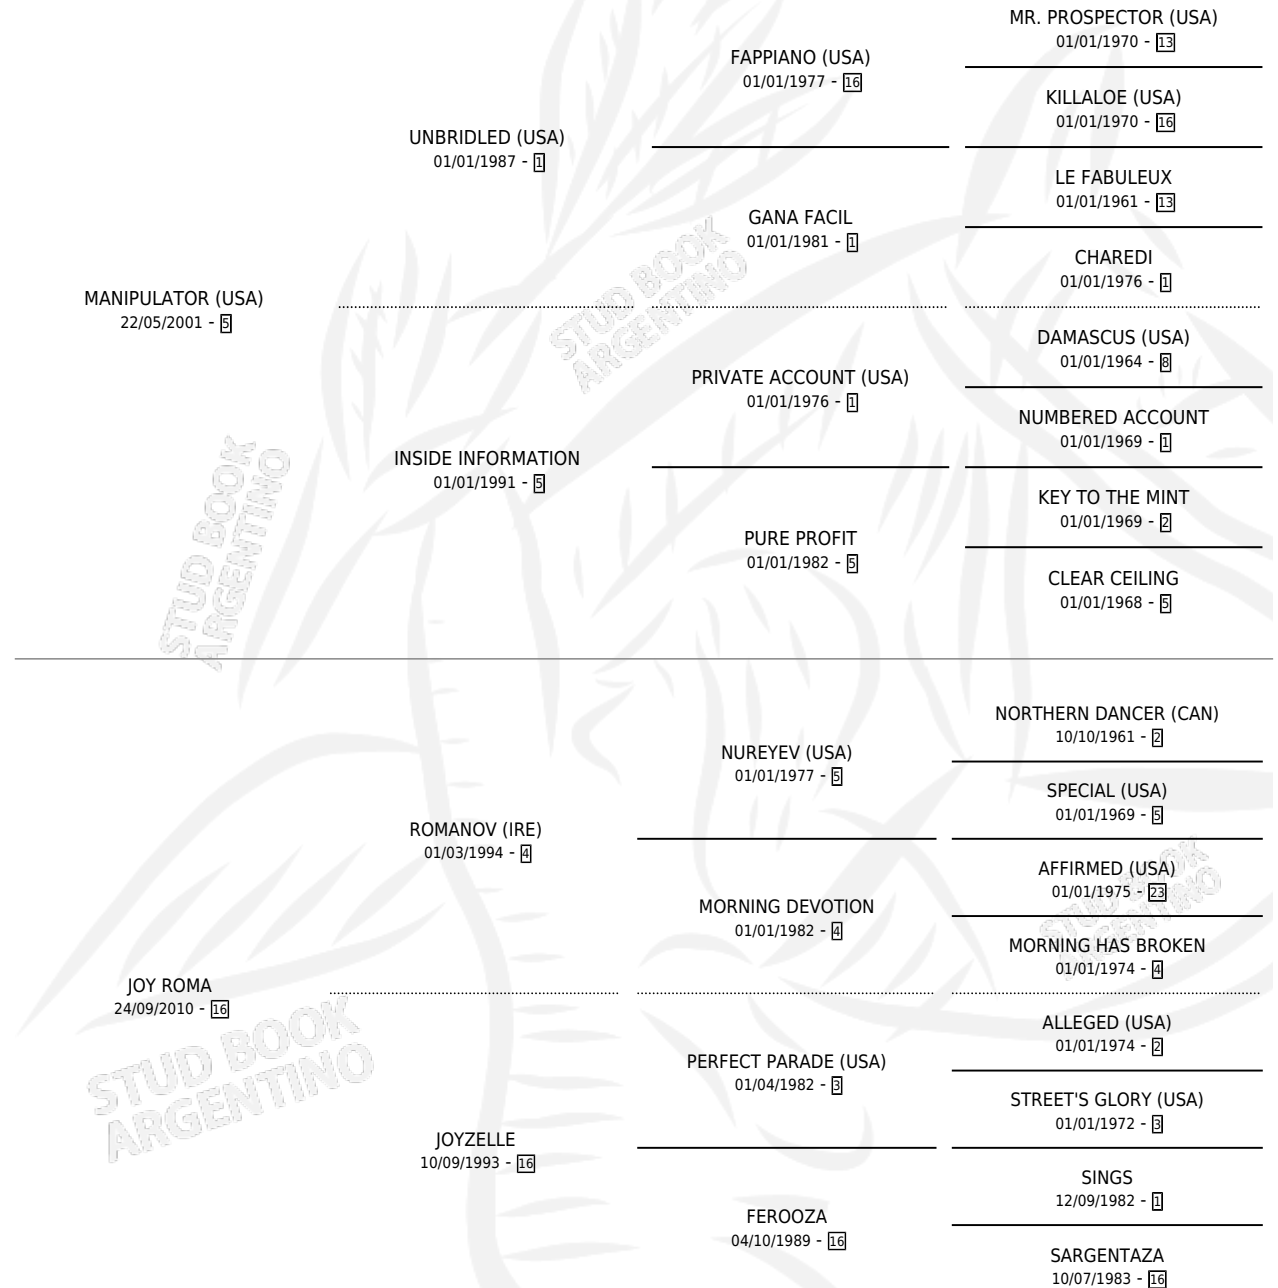 MR. PROSPECTOR (USA)
01/01/1970 - 13
FAPPIANO (USA)
01/01/1977 - 16
KILLALOE (USA)
01/01/1970 - 16
UNBRIDLED (USA)
01/01/1987 - 1
LE FABULEUX
01/01/1961 - 13
GANA FACIL
01/01/1981 - 1
CHAREDI
01/01/1976 - 1
MANIPULATOR (USA)
22/05/2001 - 5
DAMASCUS (USA)
01/01/1964 - 8
PRIVATE ACCOUNT (USA)
01/01/1976 - 1
NUMBERED ACCOUNT
01/01/1969 - 1
INSIDE INFORMATION
01/01/1991 - 5
KEY TO THE MINT
01/01/1969 - 2
PURE PROFIT
01/01/1982 - 5
CLEAR CEILING
01/01/1968 - 5
NORTHERN DANCER (CAN)
10/10/1961 - 2
NUREYEV (USA)
01/01/1977 - 5
SPECIAL (USA)
01/01/1969 - 5
ROMANOV (IRE)
01/03/1994 - 4
AFFIRMED (USA)
01/01/1975 - 23
MORNING DEVOTION
01/01/1982 - 4
MORNING HAS BROKEN
01/01/1974 - 4
JOY ROMA
24/09/2010 - 16
ALLEGED (USA)
01/01/1974 - 2
PERFECT PARADE (USA)
01/04/1982 - 3
STREET'S GLORY (USA)
01/01/1972 - 3
JOYZELLE
10/09/1993 - 16
SINGS
12/09/1982 - 1
FEROOZA
04/10/1989 - 16
SARGENTAZA
10/07/1983 - 16
STUD BOOK
ARGENTINO
STUD BOOK
ARGENTINO
STUD BOOK
ARGENTINO
STUD BOOK
ARGENTINO